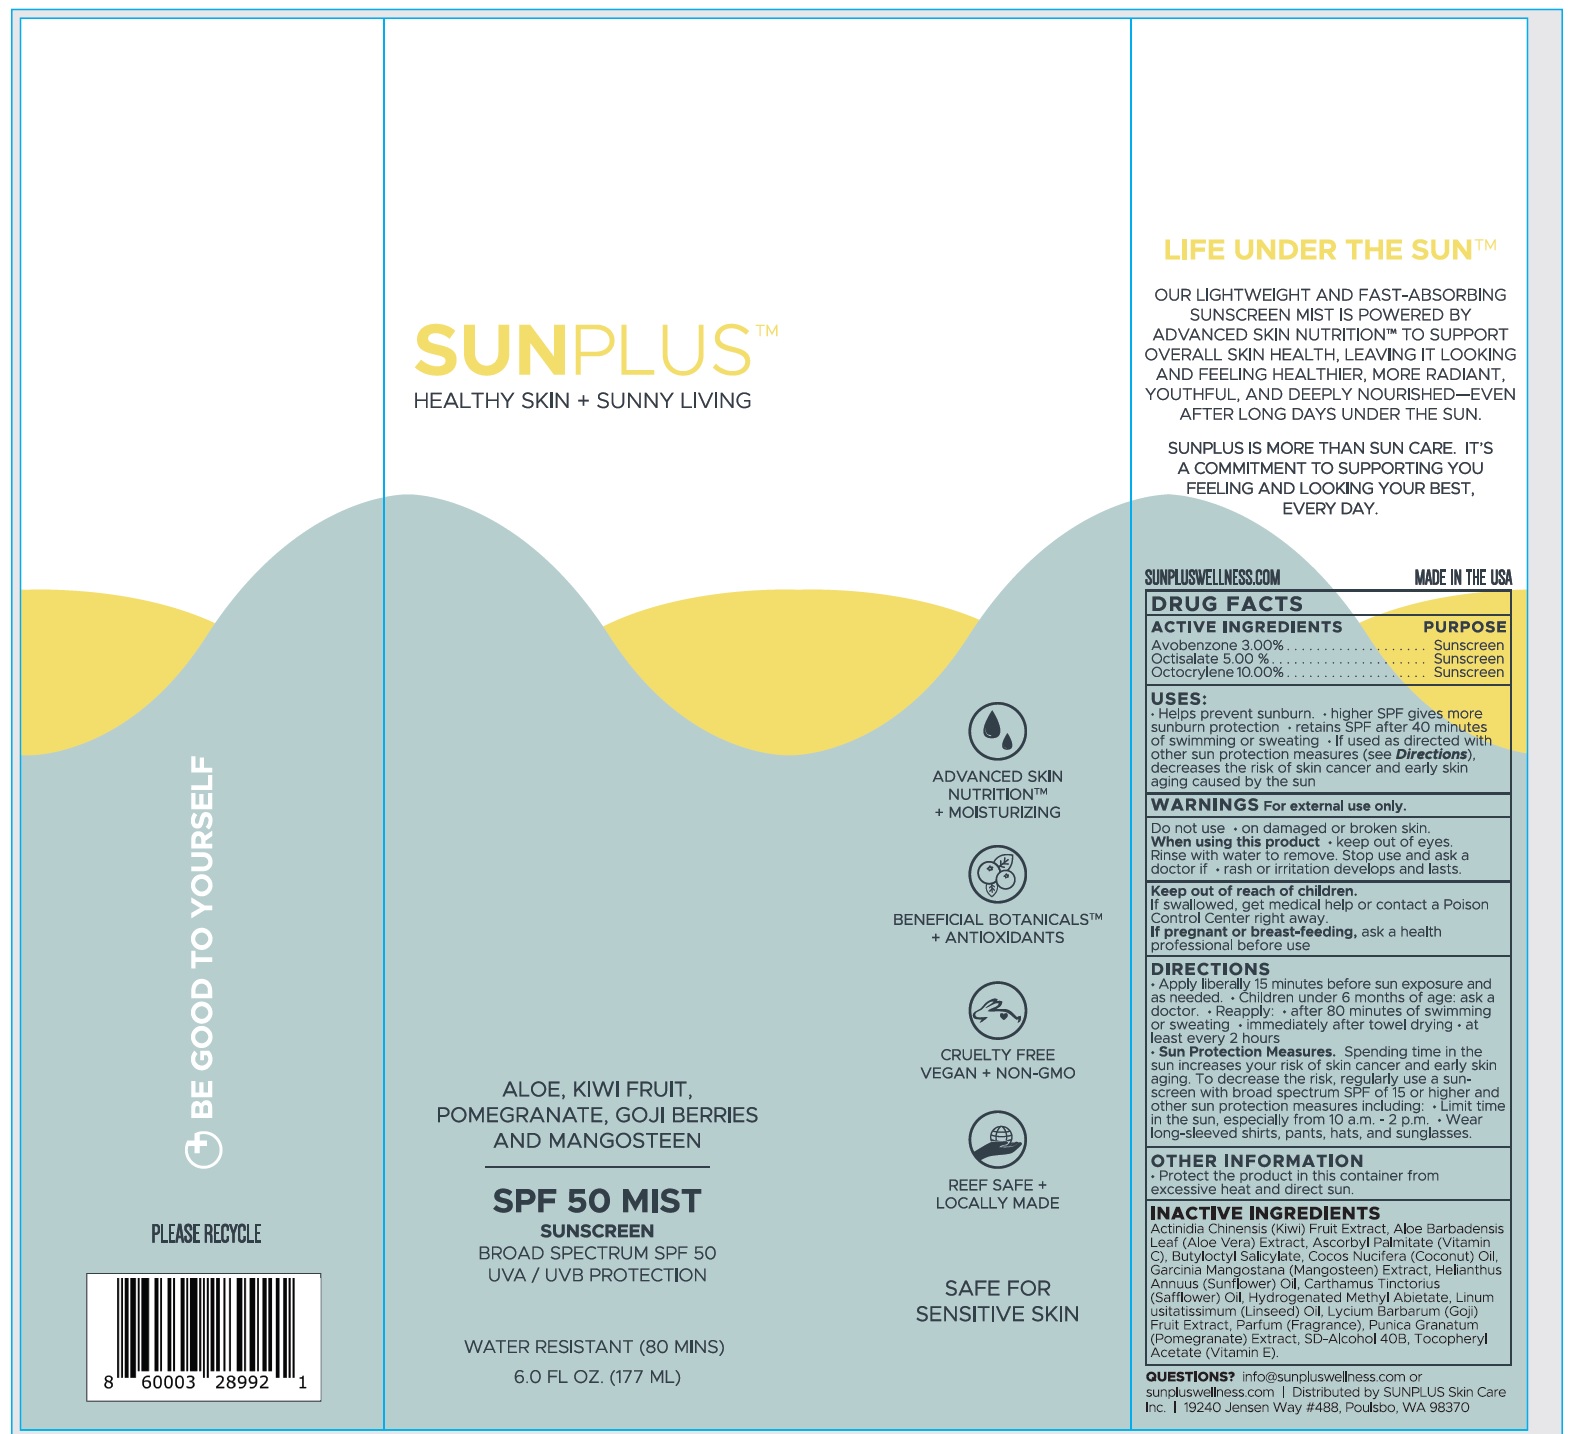 BE GOOD TO YOURSELF
PLEASE RECYCLE
8 60003 28992 1
SUNPLUS™
HEALTHY SKIN + SUNNY LIVING
ALOE, KIWI FRUIT,
POMEGRANATE, GOJI BERRIES
AND MANGOSTEEN
SPF 50 MIST
SUNSCREEN
BROAD SPECTRUM SPF 50
UVA / UVB PROTECTION
WATER RESISTANT (80 MINS)
6.0 FL OZ. (177 ML)
ADVANCED SKIN
NUTRITION™
+ MOISTURIZING
BENEFICIAL BOTANICALS™
+ ANTIOXIDANTS
CRUELTY FREE
VEGAN + NON-GMO
REEF SAFE +
LOCALLY MADE
SAFE FOR
SENSITIVE SKIN
LIFE UNDER THE SUN™
OUR LIGHTWEIGHT AND FAST-ABSORBING
SUNSCREEN MIST IS POWERED BY
ADVANCED SKIN NUTRITION™ TO SUPPORT
OVERALL SKIN HEALTH, LEAVING IT LOOKING
AND FEELING HEALTHIER, MORE RADIANT,
YOUTHFUL, AND DEEPLY NOURISHED—EVEN
AFTER LONG DAYS UNDER THE SUN.
SUNPLUS IS MORE THAN SUN CARE. IT'S
A COMMITMENT TO SUPPORTING YOU
FEELING AND LOOKING YOUR BEST,
EVERY DAY.
SUNPLUSWELLNESS.COM MADE IN THE USA
DRUG FACTS
ACTIVE INGREDIENTS PURPOSE
Avobenzone 3.00%................... Sunscreen
Octisalate 5.00 %..................... Sunscreen
Octocrylene 10.00%................... Sunscreen
USES:
• Helps prevent sunburn. • higher SPF gives more
sunburn protection • retains SPF after 40 minutes
of swimming or sweating • If used as directed with
other sun protection measures (see Directions),
decreases the risk of skin cancer and early skin
aging caused by the sun
WARNINGS For external use only.
Do not use • on damaged or broken skin.
When using this product • keep out of eyes.
Rinse with water to remove. Stop use and ask a
doctor if • rash or irritation develops and lasts.
Keep out of reach of children.
If swallowed, get medical help or contact a Poison
Control Center right away.
If pregnant or breast-feeding, ask a health
professional before use
DIRECTIONS
• Apply liberally 15 minutes before sun exposure and
as needed. • Children under 6 months of age: ask a
doctor. • Reapply: • after 80 minutes of swimming
or sweating • immediately after towel drying • at
least every 2 hours
• Sun Protection Measures. Spending time in the
sun increases your risk of skin cancer and early skin
aging. To decrease the risk, regularly use a sun-
screen with broad spectrum SPF of 15 or higher and
other sun protection measures including: • Limit time
in the sun, especially from 10 a.m. - 2 p.m. • Wear
long-sleeved shirts, pants, hats, and sunglasses.
OTHER INFORMATION
• Protect the product in this container from
excessive heat and direct sun.
INACTIVE INGREDIENTS
Actinidia Chinensis (Kiwi) Fruit Extract, Aloe Barbadensis
Leaf (Aloe Vera) Extract, Ascorbyl Palmitate (Vitamin
C), Butyloctyl Salicylate, Cocos Nucifera (Coconut) Oil,
Garcinia Mangostana (Mangosteen) Extract, Helianthus
Annuus (Sunflower) Oil, Carthamus Tinctorius
(Safflower) Oil, Hydrogenated Methyl Abietate, Linum
usitatissimum (Linseed) Oil, Lycium Barbarum (Goji)
Fruit Extract, Parfum (Fragrance), Punica Granatum
(Pomegranate) Extract, SD-Alcohol 40B, Tocopheryl
Acetate (Vitamin E).
QUESTIONS? info@sunpluswellness.com or
sunpluswellness.com | Distributed by SUNPLUS Skin Care
Inc. | 19240 Jensen Way #488, Poulsbo, WA 98370